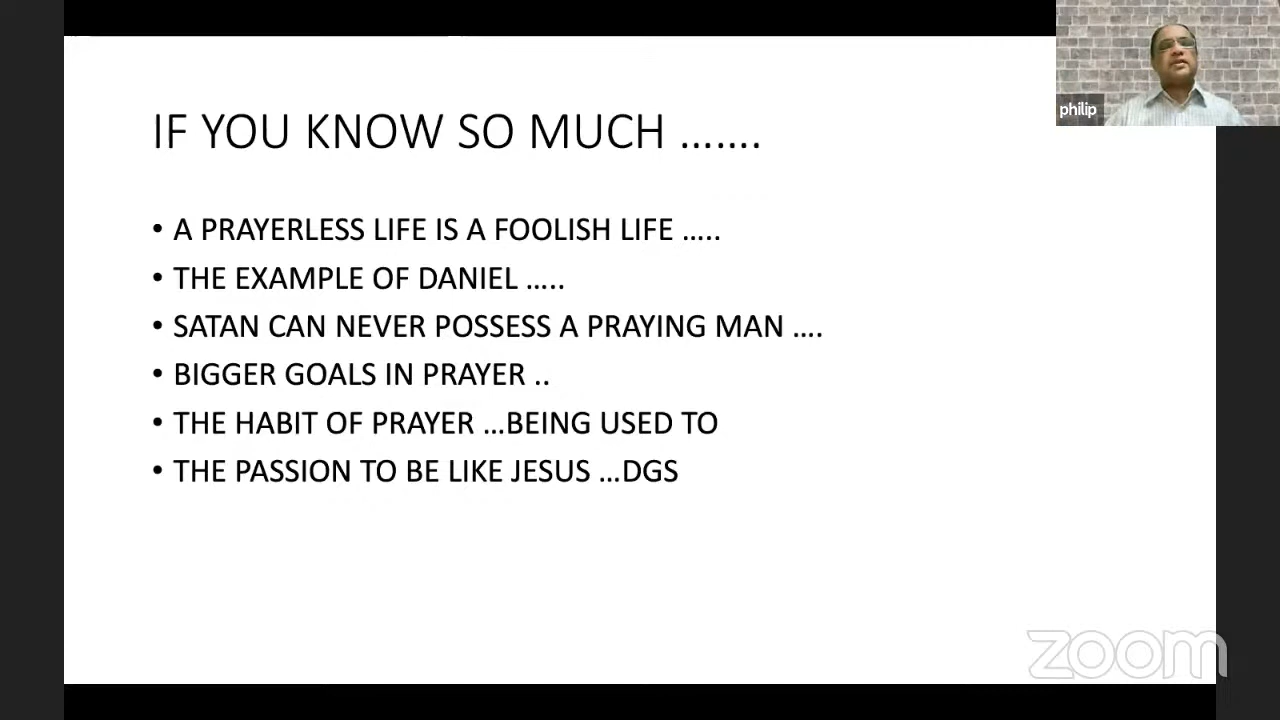 philip
IF YOU KNOW SO MUCH .......
• A PRAYERLESS LIFE IS A FOOLISH LIFE .....
• THE EXAMPLE OF DANIEL .....
• SATAN CAN NEVER POSSESS A PRAYING MAN ....
• BIGGER GOALS IN PRAYER ..
• THE HABIT OF PRAYER ...BEING USED TO
• THE PASSION TO BE LIKE JESUS ...DGS
zoom